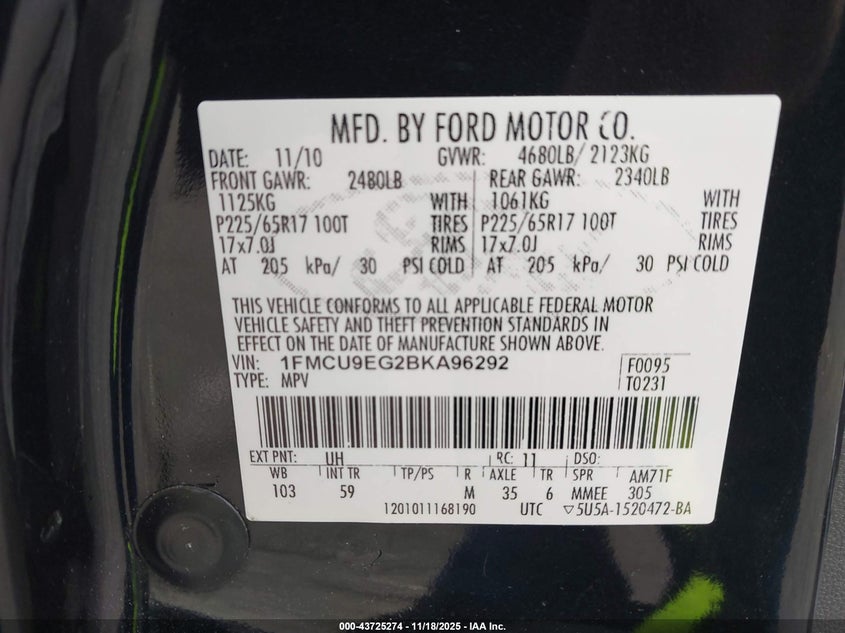 MFD. BY FORD MOTOR CO.
DATE: 11/10 GVWR: 4680LB/ 2123KG
FRONT GAWR: 2480LB REAR GAWR: 2340LB
1125KG WITH 1061KG WITH
P225/65R17 100T TIRES P225/65R17 100T TIRES
17x7.0J RIMS 17x7.0J RIMS
AT 205 kPa/ 30 PSI COLD AT 205 kPa/ 30 PSI COLD
THIS VEHICLE CONFORMS TO ALL APPLICABLE FEDERAL MOTOR
VEHICLE SAFETY AND THEFT PREVENTION STANDARDS IN
EFFECT ON THE DATE OF MANUFACTURE SHOWN ABOVE.
VIN: 1FMCU9EG2BKA96292 F0095
TYPE: MPV T0231
EXT PNT: UH RC: 11 DSO:
WB INT TR TP/PS R AXLE TR SPR AM71F
103 59 M 35 6 MMEE 305
1201011168190 UTC ▽5U5A-1520472-BA
000-43725274 - 11/18/2025 - IAA Inc.